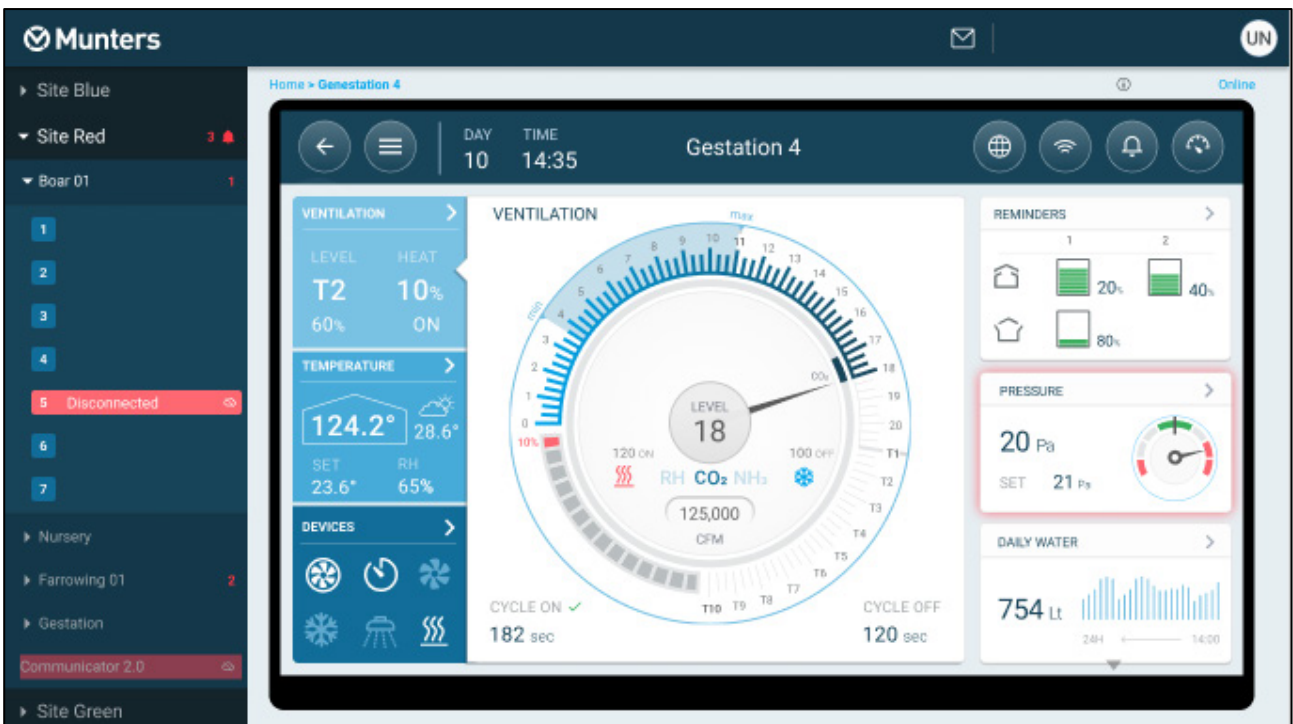 Munters
UN
Site Blue
Site Red 3
Boar 01 1
1
2
3
4
5 Disconnected
6
7
Nursery
Farrowing 01 2
Gestation
Communicator 2.0
Site Green
Home > Genestation 4
Online
DAY TIME
10 14:35
Gestation 4
VENTILATION
LEVEL HEAT
T2 10%
60% ON
TEMPERATURE
124.2° 28.6°
SET RH
23.6° 65%
DEVICES
VENTILATION
max
min
0
1
2
3
4
5
6
7
8
9
10
11
12
13
14
15
16
17
18
19
20
T1
T2
T3
T4
T5
T6
T7
T8
T9
T10
10%
CO₂
LEVEL
18
120 ON
100 OFF
RH CO₂ NH₃
125,000
CFM
CYCLE ON
182 sec
CYCLE OFF
120 sec
REMINDERS
1 2
20% 40%
80%
PRESSURE
20 Pa
SET 21 Pa
DAILY WATER
754 Lt
24H 14:00